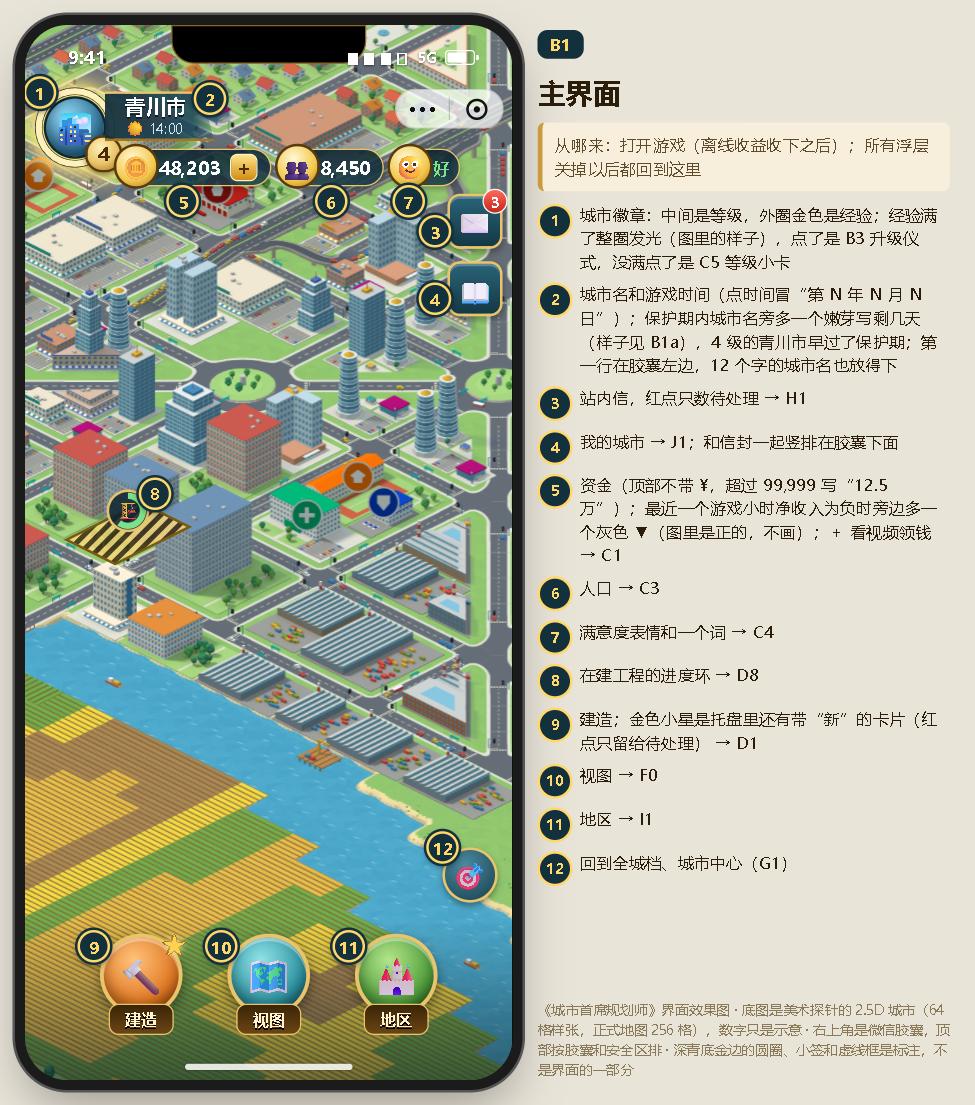 9:41
5G
1
青川市
2
14:00
4
48,203
+
8,450
好
5
6
7
3
3
4
8
12
9
10
11
建造
视图
地区
B1
主界面
从哪来：打开游戏（离线收益收下之后）；所有浮层
关掉以后都回到这里
1
城市徽章：中间是等级，外圈金色是经验；经验满
了整圈发光（图里的样子），点了是 B3 升级仪
式，没满点了是 C5 等级小卡
2
城市名和游戏时间（点时间冒“第 N 年 N 月 N
日”）；保护期内城市名旁多一个嫩芽写剩几天
（样子见 B1a），4 级的青川市早过了保护期；第
一行在胶囊左边，12 个字的城市名也放得下
3
站内信，红点只数待处理 → H1
4
我的城市 → J1；和信封一起竖排在胶囊下面
5
资金（顶部不带 ¥，超过 99,999 写“12.5
万”）；最近一个游戏小时净收入为负时旁边多一
个灰色 ▼（图里是正的，不画）； + 看视频领钱
→ C1
6
人口 → C3
7
满意度表情和一个词 → C4
8
在建工程的进度环 → D8
9
建造；金色小星是托盘里还有带“新”的卡片（红
点只留给待处理） → D1
10
视图 → F0
11
地区 → I1
12
回到全城档、城市中心（G1）
《城市首席规划师》界面效果图 · 底图是美术探针的 2.5D 城市（64
格样张，正式地图 256 格），数字只是示意 · 右上角是微信胶囊，顶
部按胶囊和安全区排 · 深青底金边的圆圈、小签和虚线框是标注，不
是界面的一部分